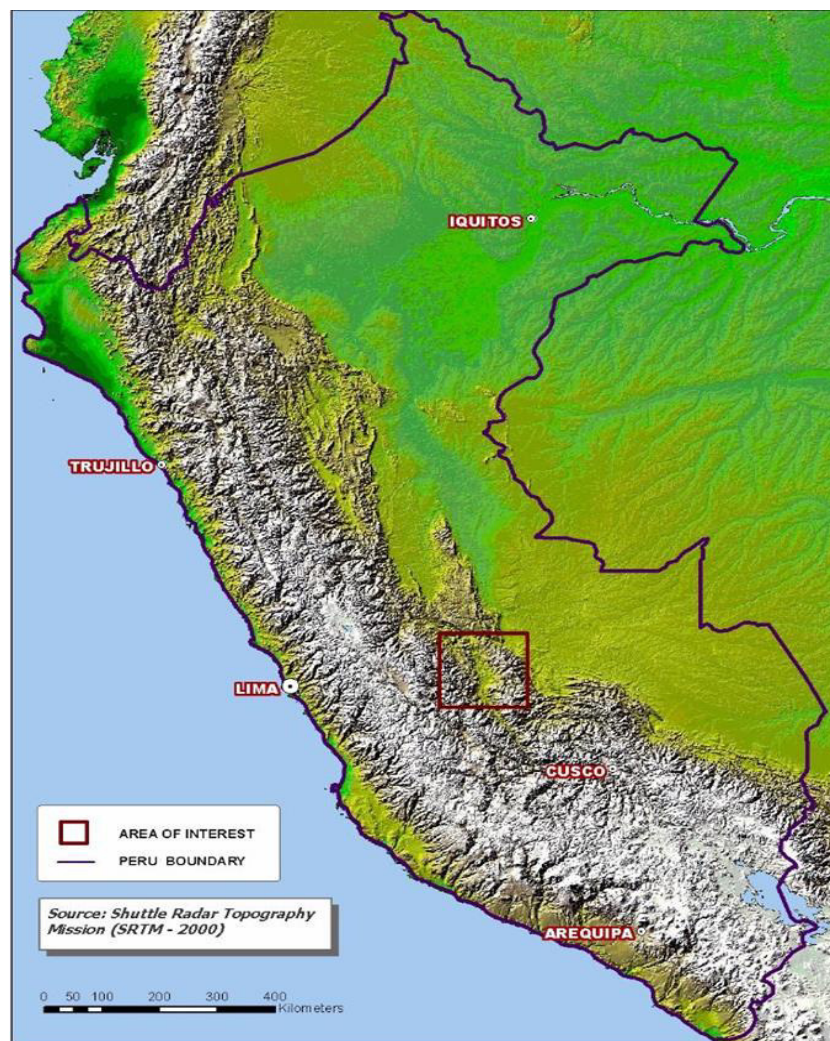 IQUITOS
TRUJILLO
LIMA
CUSCO
AREA OF INTEREST
PERU BOUNDARY
Source: Shuttle Radar Topography
Mission (SRTM - 2000)
AREQUIPA
0 50 100 200 300 400
Kilometers